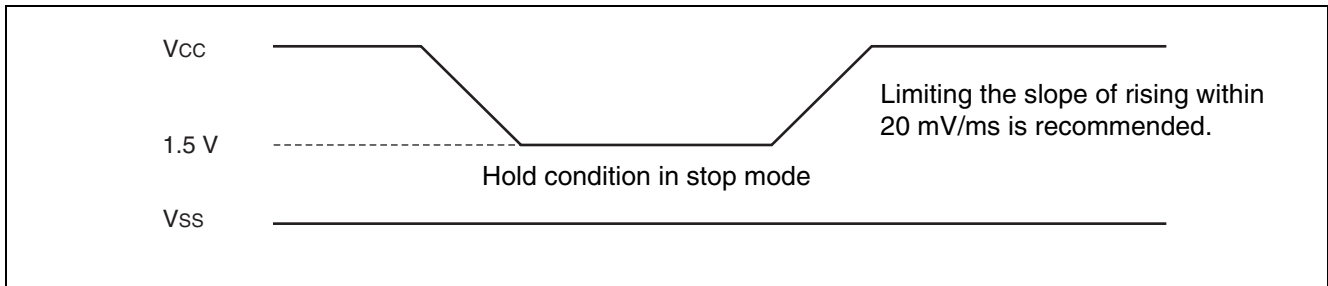 Vcc
Limiting the slope of rising within
20 mV/ms is recommended.
1.5 V
Hold condition in stop mode
Vss